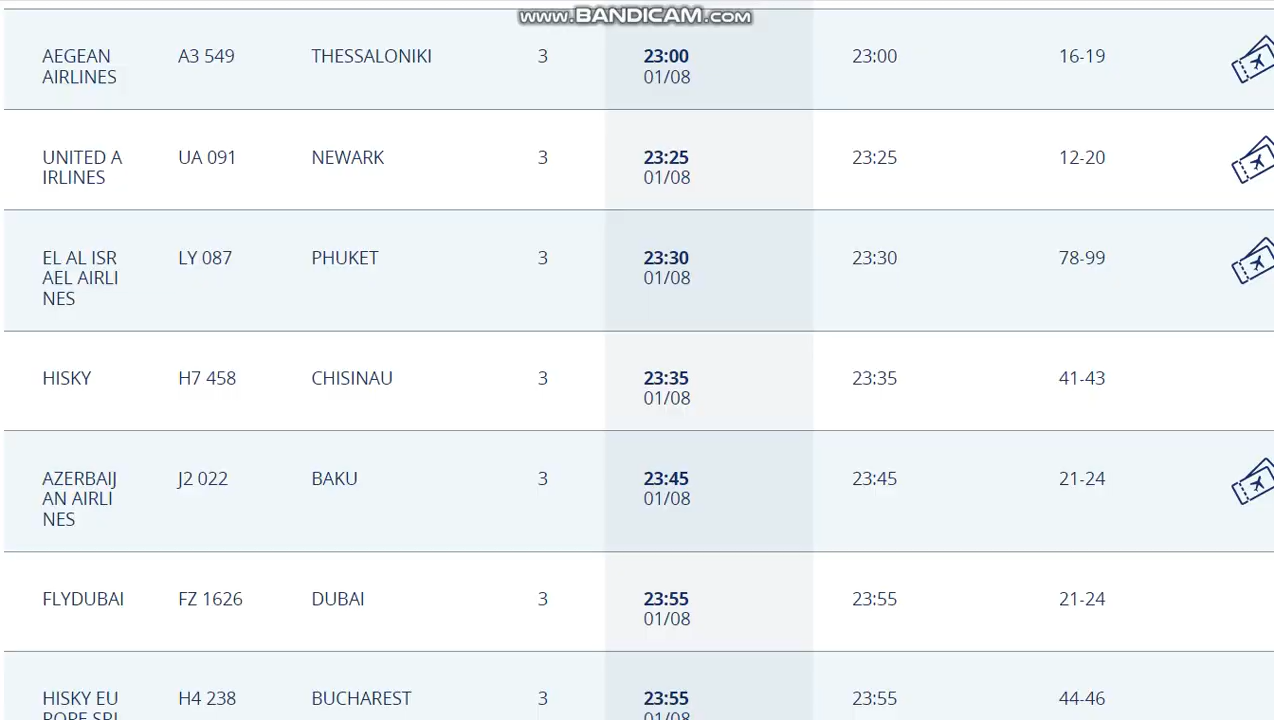 www.BANDICAM.com
AEGEAN AIRLINES A3 549 THESSALONIKI 3 23:00 01/08 23:00 16-19
UNITED A IRLINES UA 091 NEWARK 3 23:25 01/08 23:25 12-20
EL AL ISR AEL AIRLI NES LY 087 PHUKET 3 23:30 01/08 23:30 78-99
HISKY H7 458 CHISINAU 3 23:35 01/08 23:35 41-43
AZERBAIJ AN AIRLI NES J2 022 BAKU 3 23:45 01/08 23:45 21-24
FLYDUBAI FZ 1626 DUBAI 3 23:55 01/08 23:55 21-24
HISKY EU ROPE SRL H4 238 BUCHAREST 3 23:55 01/08 23:55 44-46